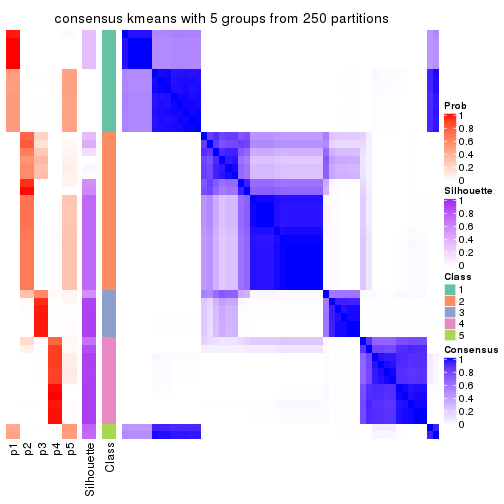 consensus kmeans with 5 groups from 250 partitions
Prob
1
0.8
0.6
0.4
0.2
0
Silhouette
1
0.8
0.6
0.4
0.2
0
Class
1
2
3
4
5
Consensus
1
0.8
0.6
0.4
0.2
0
p1
p2
p3
p4
p5
Silhouette
Class